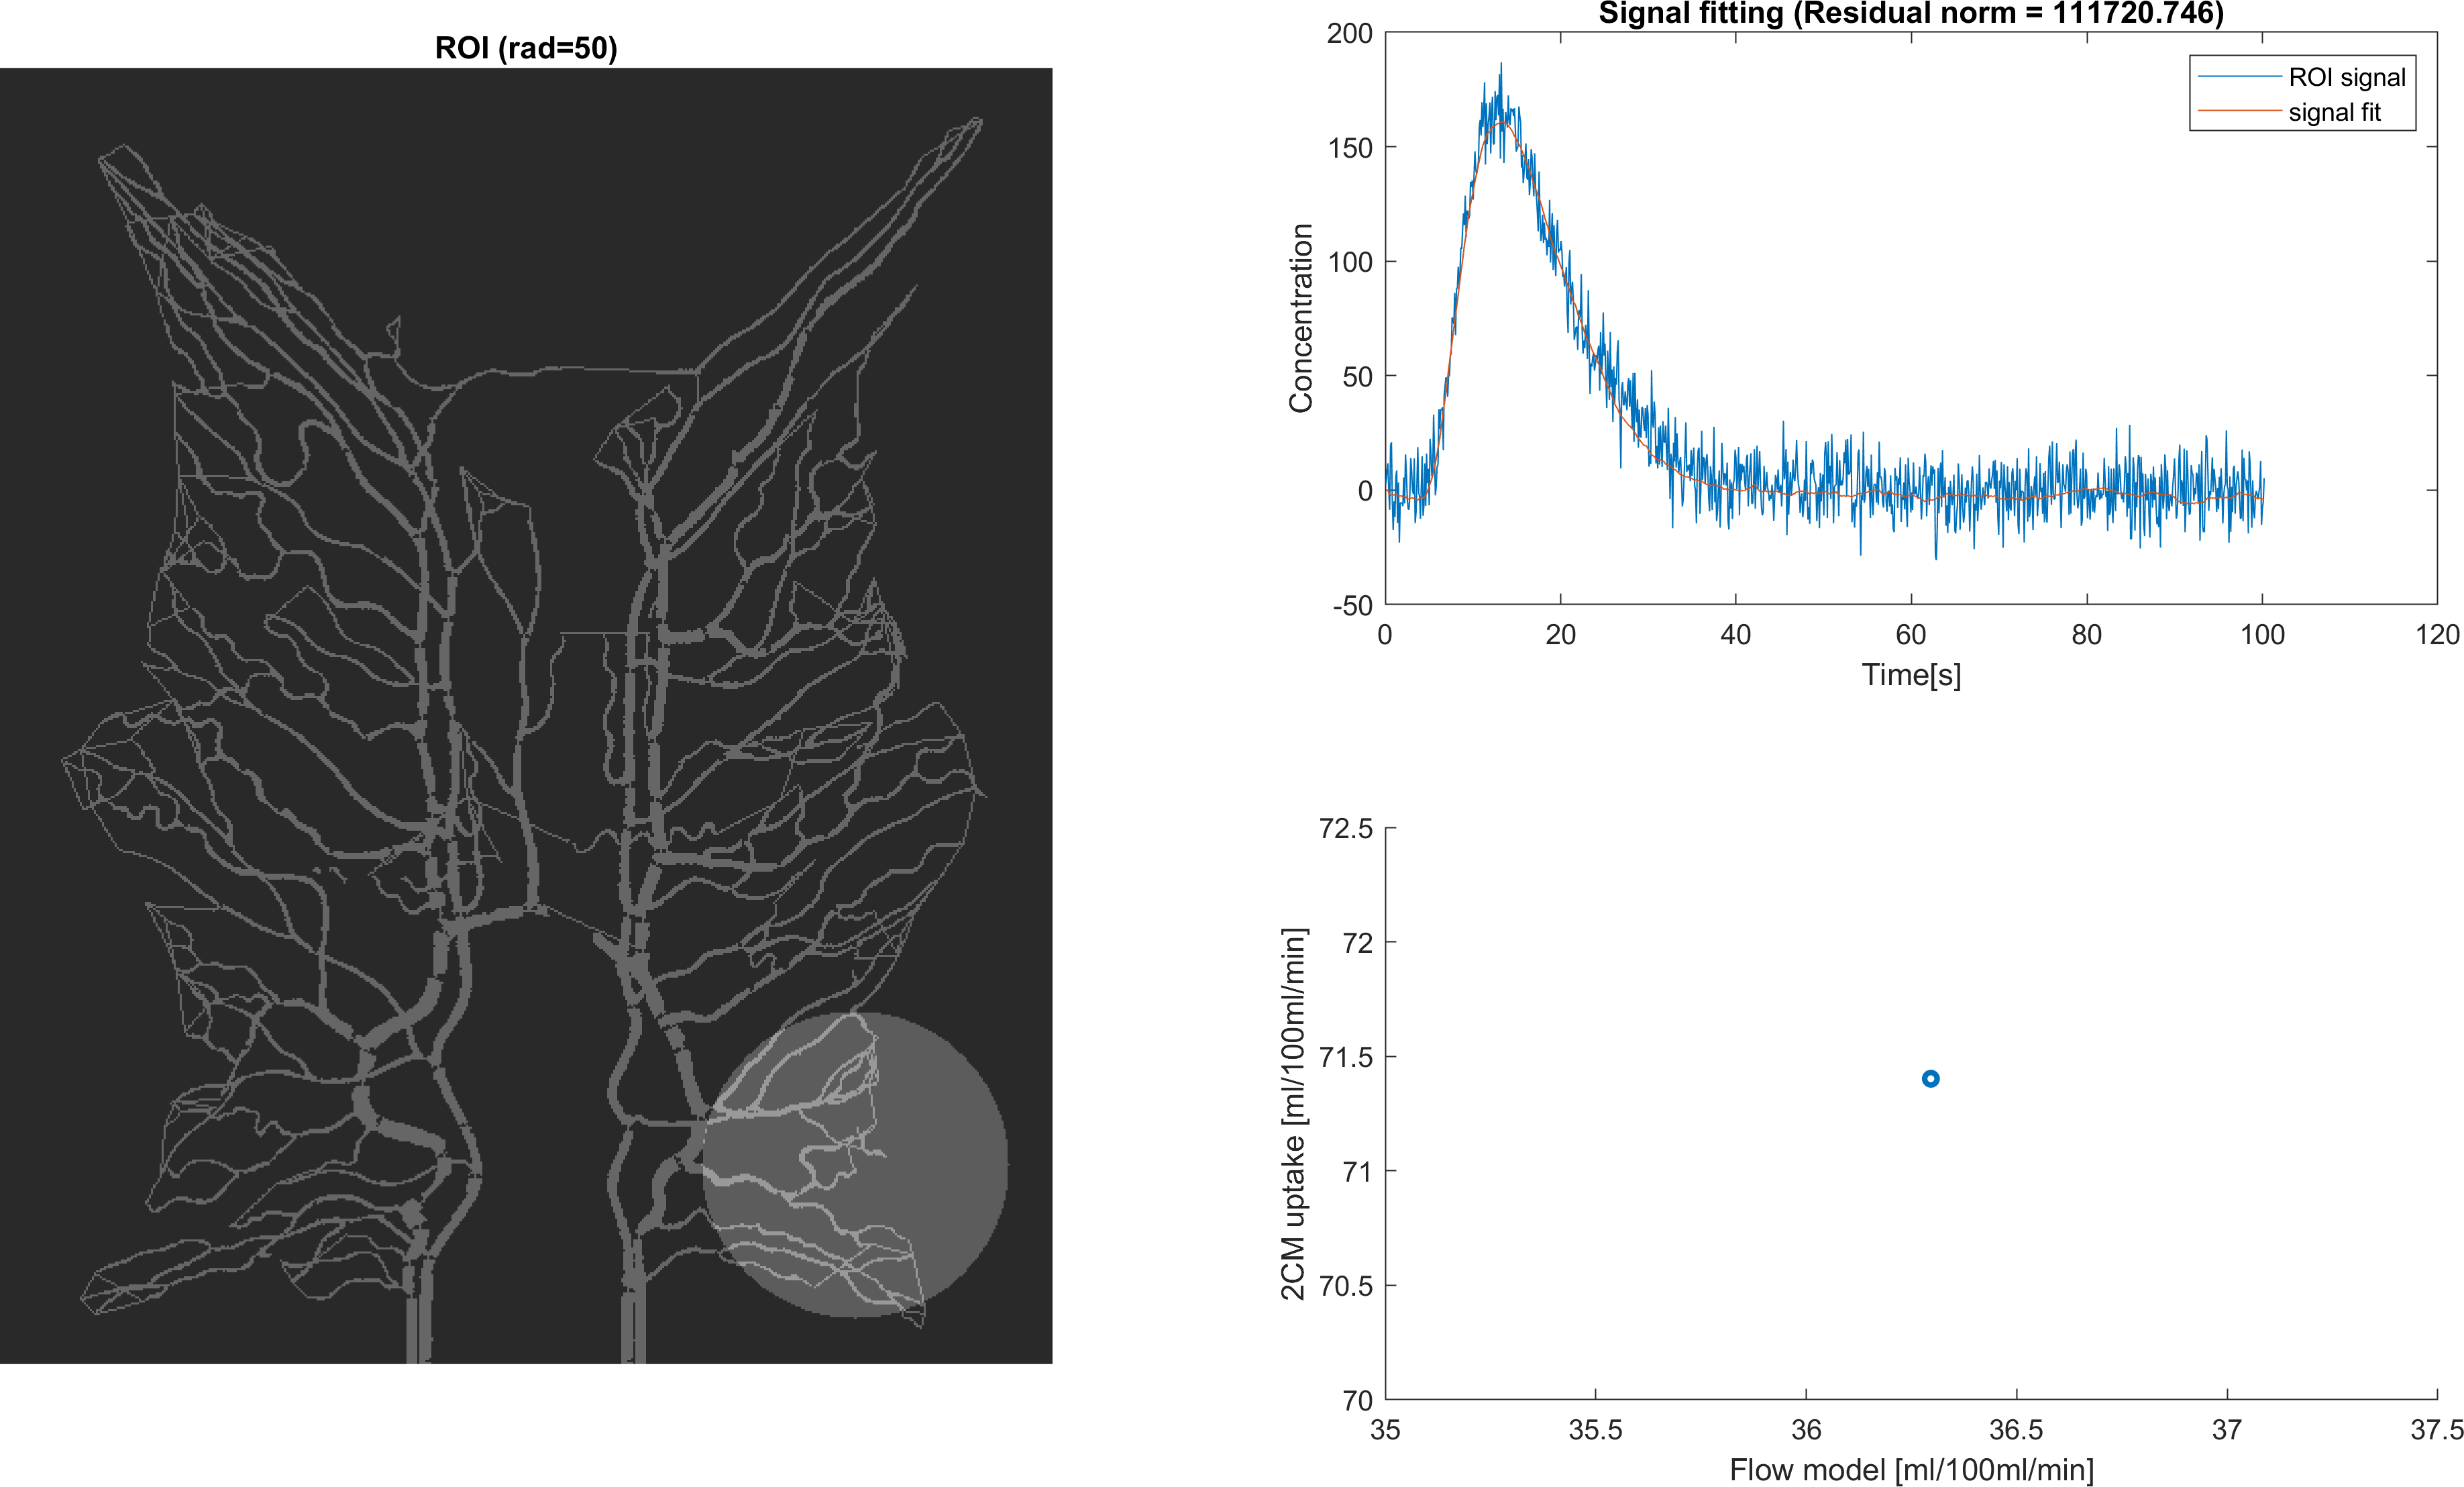 ROI (rad=50)
Signal fitting (Residual norm = 111720.746)
200
150
100
50
0
-50
Concentration
ROI signal
signal fit
0 20 40 60 80 100 120
Time[s]
72.5
72
71.5
71
70.5
70
2CM uptake [ml/100ml/min]
35 35.5 36 36.5 37 37.5
Flow model [ml/100ml/min]